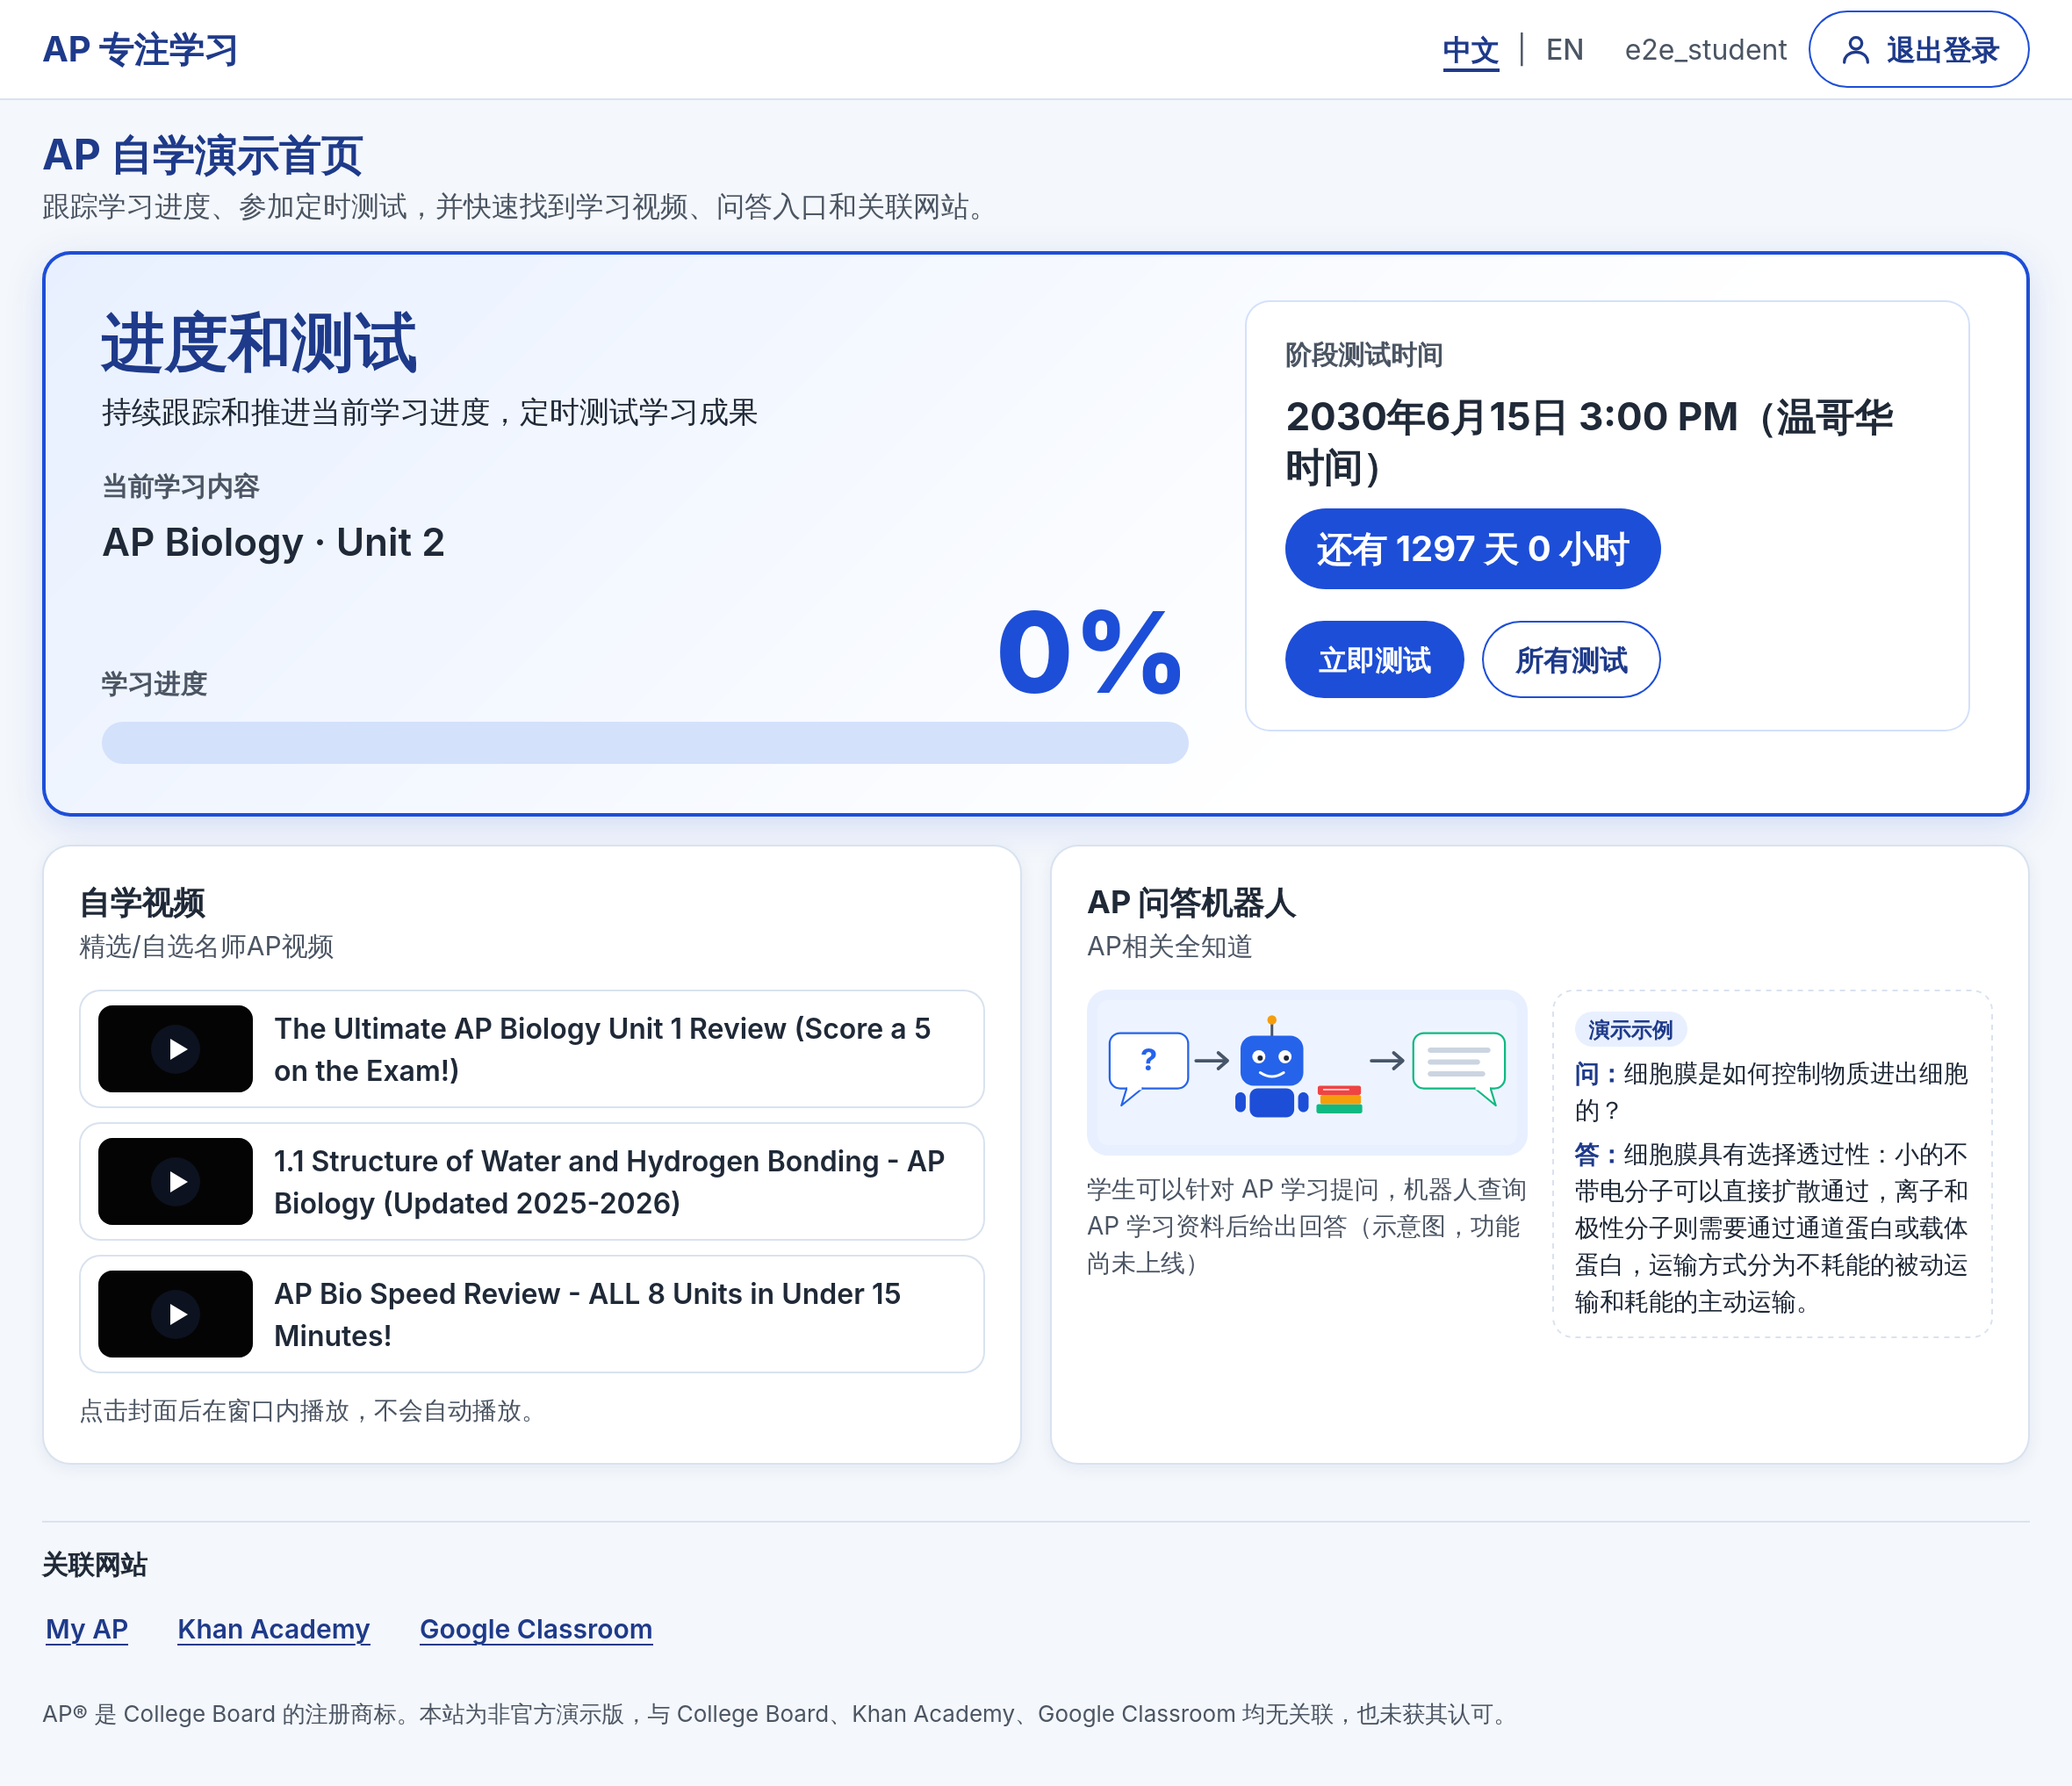 AP 专注学习
中文 | EN e2e_student 退出登录
AP 自学演示首页
跟踪学习进度、参加定时测试，并快速找到学习视频、问答入口和关联网站。
进度和测试
持续跟踪和推进当前学习进度，定时测试学习成果
当前学习内容
AP Biology · Unit 2
学习进度
0%
阶段测试时间
2030年6月15日 3:00 PM（温哥华
时间）
还有 1297 天 0 小时
立即测试 所有测试
自学视频
精选/自选名师AP视频
The Ultimate AP Biology Unit 1 Review (Score a 5
on the Exam!)
1.1 Structure of Water and Hydrogen Bonding - AP
Biology (Updated 2025-2026)
AP Bio Speed Review - ALL 8 Units in Under 15
Minutes!
点击封面后在窗口内播放，不会自动播放。
AP 问答机器人
AP相关全知道
?
学生可以针对 AP 学习提问，机器人查询
AP 学习资料后给出回答（示意图，功能
尚未上线）
演示示例
问：细胞膜是如何控制物质进出细胞
的？
答：细胞膜具有选择透过性：小的不
带电分子可以直接扩散通过，离子和
极性分子则需要通过通道蛋白或载体
蛋白，运输方式分为不耗能的被动运
输和耗能的主动运输。
关联网站
My AP Khan Academy Google Classroom
AP® 是 College Board 的注册商标。本站为非官方演示版，与 College Board、Khan Academy、Google Classroom 均无关联，也未获其认可。